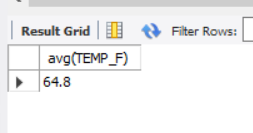 Result Grid Filter Rows:
avg(TEMP_F)
64.8